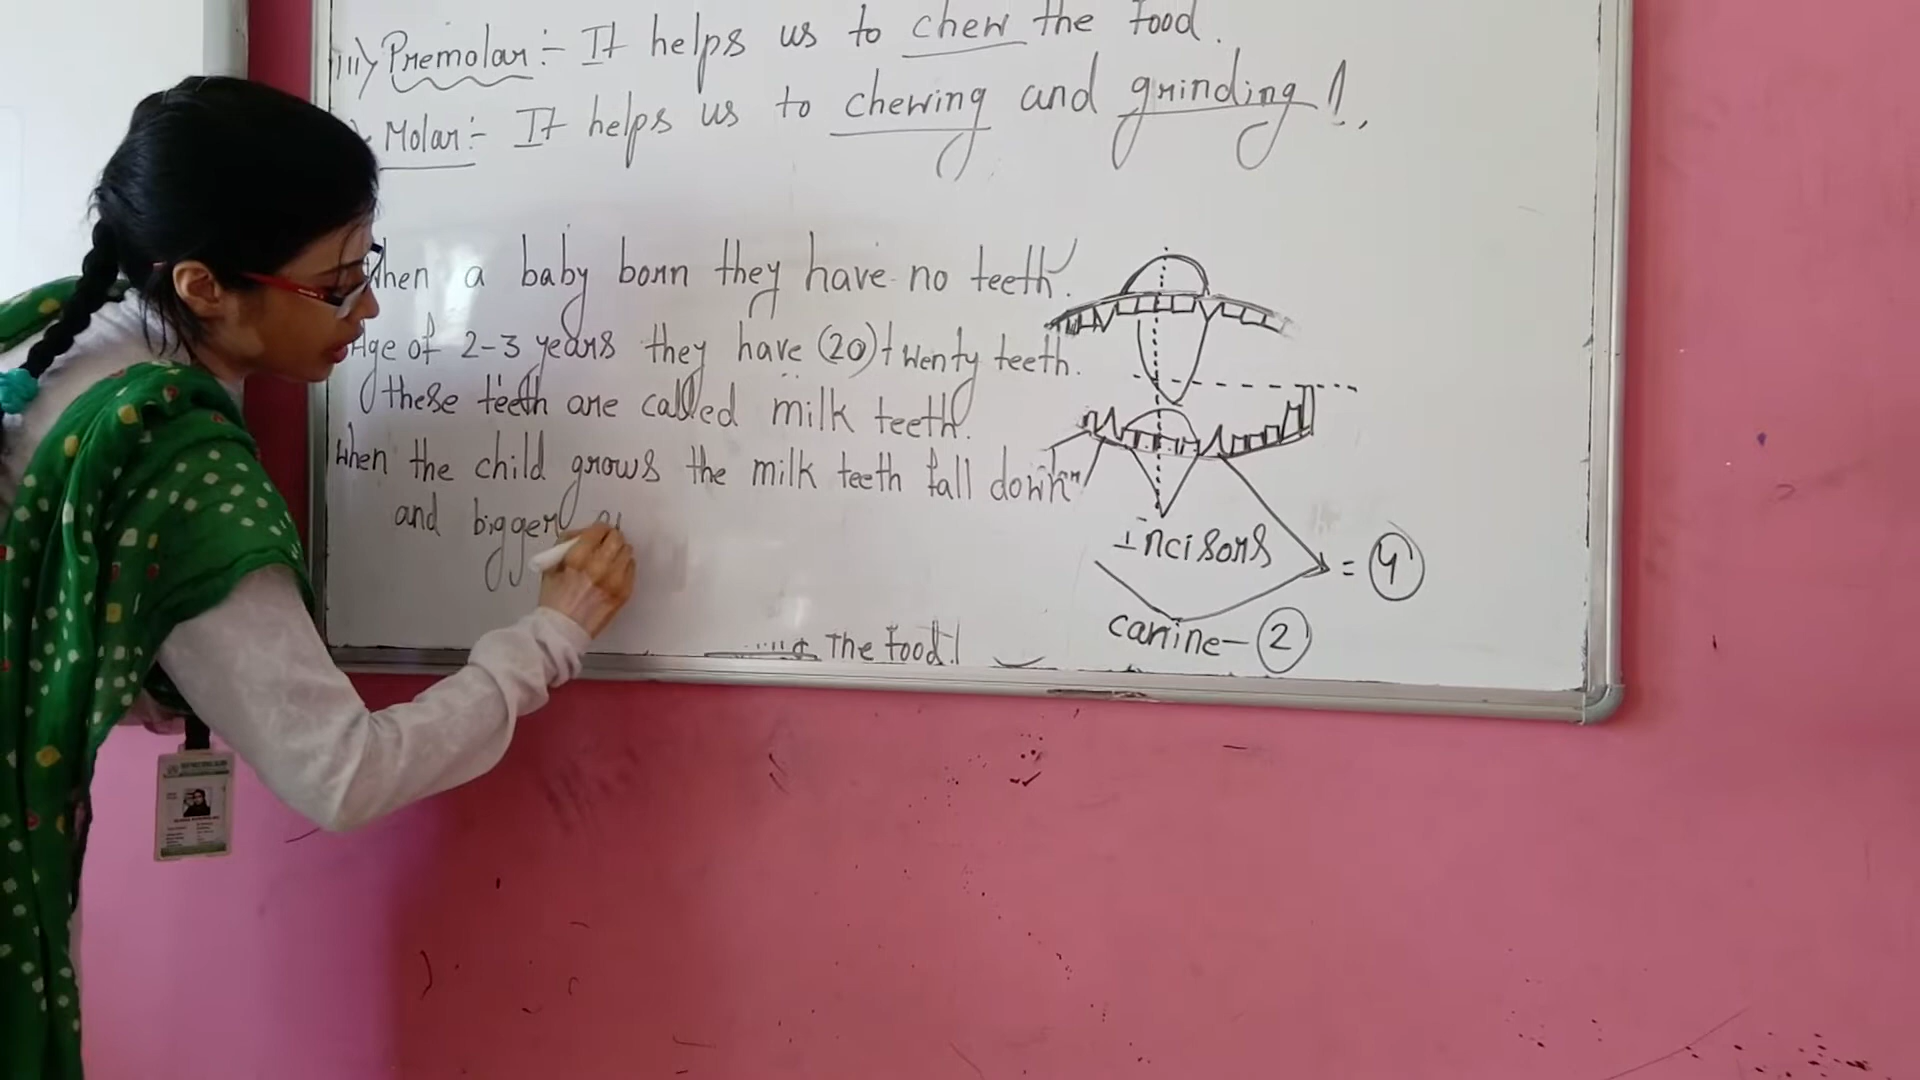 iii) Premolar:- It helps us to chew the food.
Molar:- It helps us to chewing and grinding!.
When a baby born they have no teeth.
Age of 2-3 years they have (20) twenty teeth.
these teeth are called milk teeth.
When the child grows the milk teeth fall down
and bigger
the food!
Incisors
= 4
canine- 2